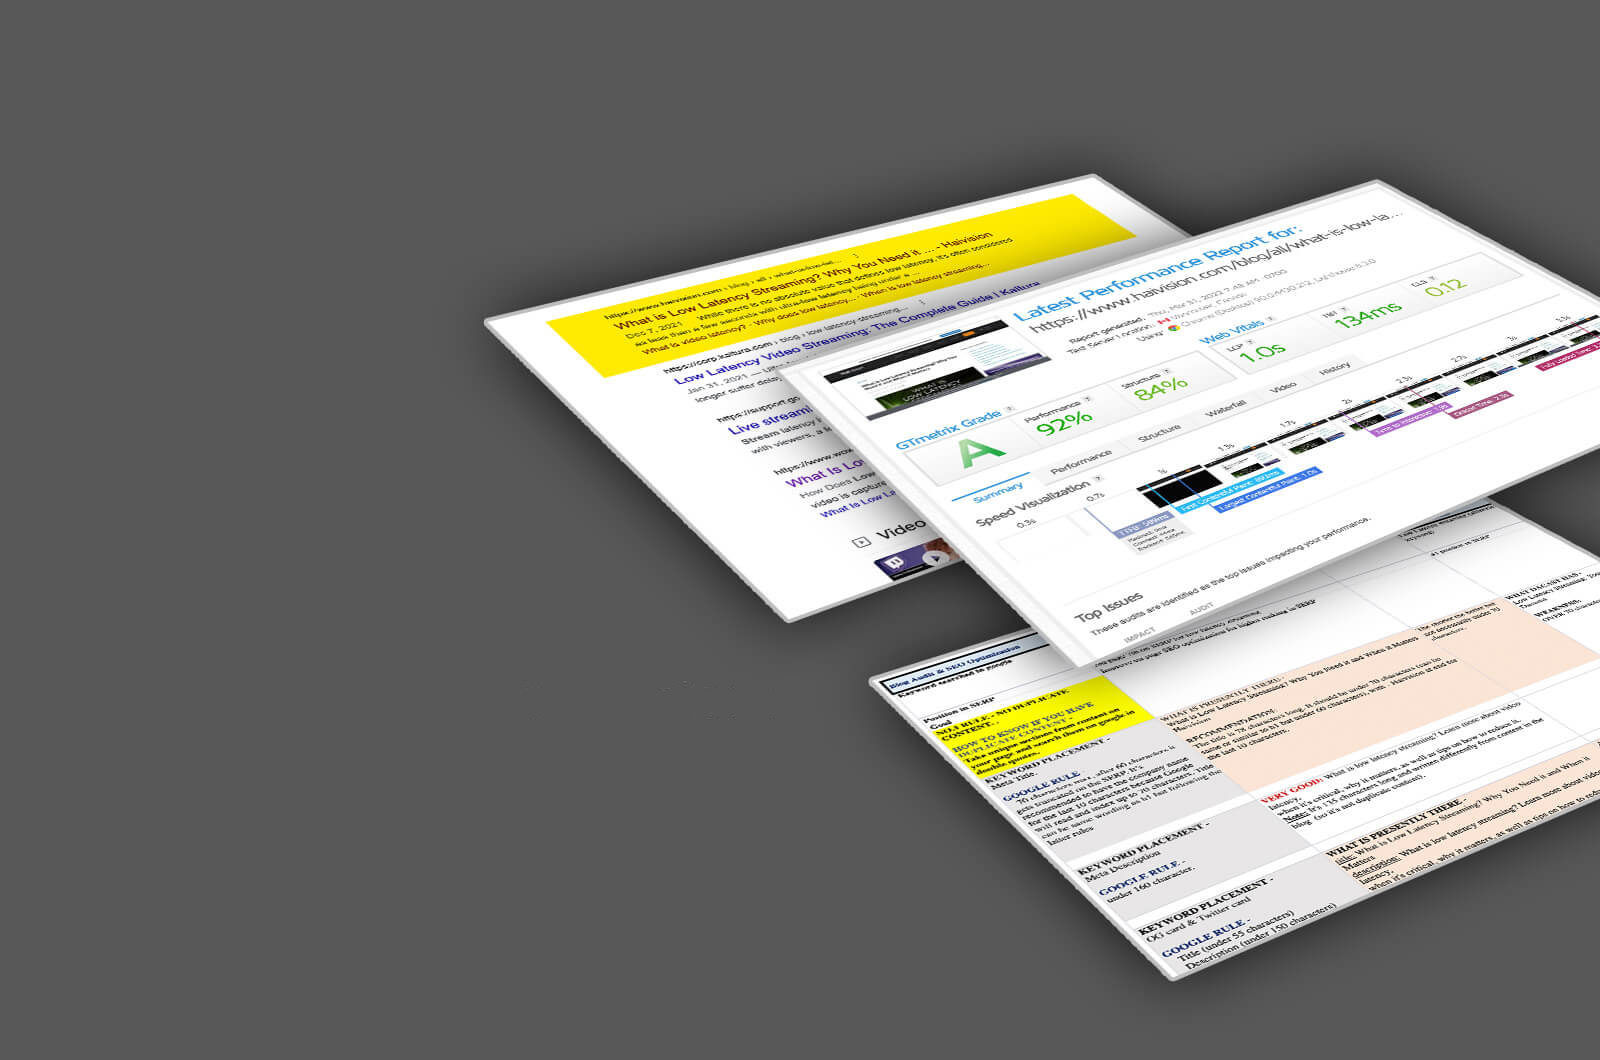 https://www.haivision.com › blog › all › what-is-low-lat...
What is Low Latency Streaming? Why You Need it ... - Haivision
Dec 7, 2021 — While there is no absolute value that defines low latency, it's often considered
as less than a few seconds with ultra-low latency being under a ...
What is video latency? · Why does low latency... · When is low latency streaming...
https://corp.kaltura.com › blog › low-latency-streaming...
Low Latency Video Streaming: The Complete Guide | Kaltura
Jan 31, 2021 —
longer suffer delay
https://support.go
Live streami
Stream latency i
with viewers, a l
https://www.wow
What Is Lo
How Does Low
video is capture
What Is Low La
Video
Latest Performance Report for:
https://www.haivision.com/blog/all/what-is-low-la...
Report generated: Thu, Mar 31, 2022 7:48 AM -0700
Test Server Location: Vancouver, Canada
Using: Chrome (Desktop) 90.0.4430.212, Lighthouse 8.3.0
WHAT IS
LOW LATENCY
GTmetrix Grade ?
A
Performance ?
92%
Structure ?
84%
Web Vitals ?
LCP ?
1.0s
TBT ?
134ms
CLS ?
0.12
Summary
Performance
Structure
Waterfall
Video
History
Speed Visualization ?
0.3s
0.7s
1s
1.3s
1.7s
2s
2.3s
2.7s
3s
3.3s
TTFB: 589ms
First Contentful Paint: 892ms
Largest Contentful Paint: 1.0s
Time to Interactive: 1.9s
Onload Time: 2.3s
Fully Loaded Time: 3.
Top Issues
These audits are identified as the top issues impacting your performance.
IMPACT
AUDIT
Blog Audit & SEO Optimization
Keyword searched in google
Position in SERP
Goal
improve on page SEO optimization for higher ranking in SERP
#1 position in SERP
NO.1 RULE - NO DUPLICATE
CONTENT. -
HOW TO KNOW IF YOU HAVE
DUPLICATE CONTENT -
Take unique sections from content on
your page and search them on google in
double quotes.
KEYWORD PLACEMENT -
Meta Title
GOOGLE RULE
70 characters max, after 60 characters it
gets truncated on the SERP. It's
recommended to have the company name
for the last 10 characters because Google
will read and index up to 70 characters. Title
can be same wording as h1 but following the
latter rules
WHAT IS PRESENTLY THERE -
What is Low Latency Streaming? Why You Need it and When it Matters
Haivision
RECOMMENDATION:
The title is 78 characters long. It should be under 70 characters (can be
same or similar to h1 but under 60 characters), with - Haivision at end for
the last 10 characters.
not necessarily under 70
characters.
WHAT DACAST HAS -
Low Latency Streaming:
Dacast
WEAKNESS:
OVER 70 character
KEYWORD PLACEMENT -
Meta Description
GOOGLE RULE -
under 160 character.
VERY GOOD: What is low latency streaming? Learn more about video
latency,
when it's critical, why it matters, as well as tips on how to reduce it.
Note: It's 135 characters long and written differently from content in the
blog (so it's not duplicate content).
KEYWORD PLACEMENT -
OG card & Twitter card
GOOGLE RULE -
Title (under 55 characters)
Description (under 150 characters)
WHAT IS PRESENTLY THERE -
title: What is Low Latency Streaming? Why You Need it and When it
Matters
description: What is low latency streaming? Learn more about video
latency,
when it's critical, why it matters, as well as tips on how to redu